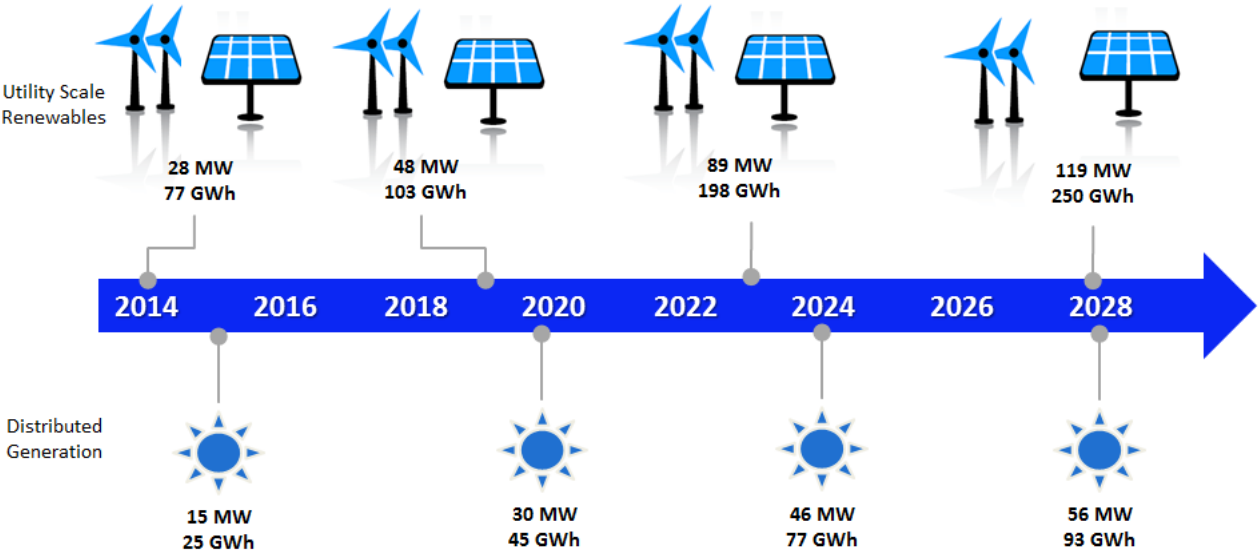 Utility Scale
Renewables
28 MW
77 GWh
48 MW
103 GWh
89 MW
198 GWh
119 MW
250 GWh
2014 2016 2018 2020 2022 2024 2026 2028
Distributed
Generation
15 MW
25 GWh
30 MW
45 GWh
46 MW
77 GWh
56 MW
93 GWh